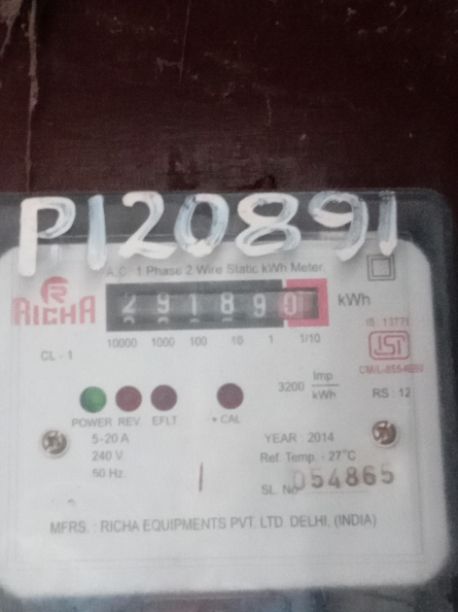 P120891
A.C. 1 Phase 2 Wire Static kWh Meter.
RICHA
291890 kWh
10000 1000 100 10 1 1/10
IS : 13779
ISI
CL - 1
3200 Imp
kWh
RS : 12
POWER REV. EFLT + CAL
5-20 A
240 V.
50 Hz.
YEAR : 2014
Ref. Temp. : 27°C
SL. No 054865
MFRS. : RICHA EQUIPMENTS PVT. LTD. DELHI, (INDIA)